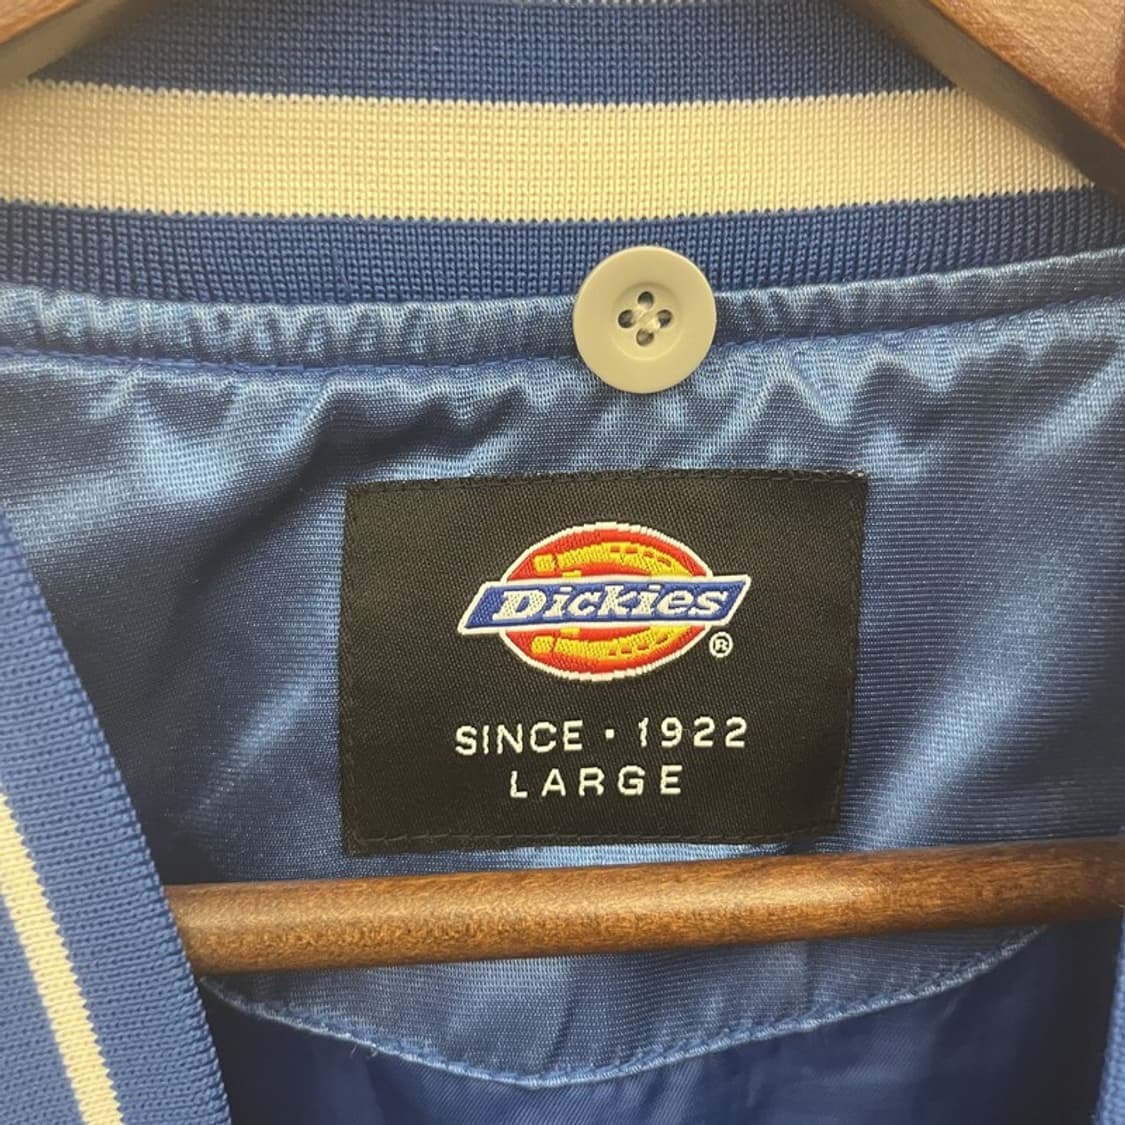 Dickies®
SINCE · 1922
LARGE